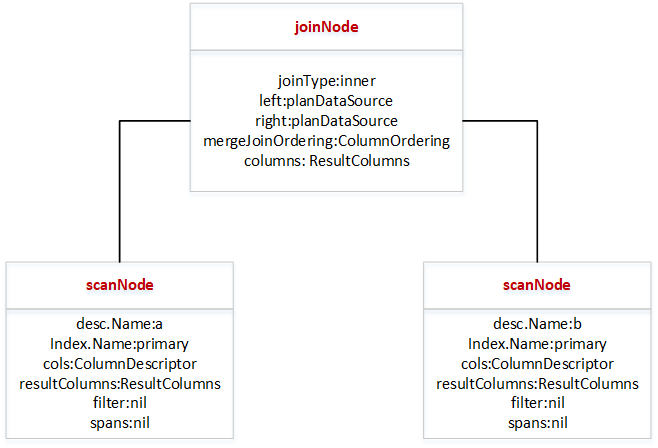 joinNode
joinType:inner
left:planDataSource
right:planDataSource
mergeJoinOrdering:ColumnOrdering
columns: ResultColumns
scanNode
desc.Name:a
Index.Name:primary
cols:ColumnDescriptor
resultColumns:ResultColumns
filter:nil
spans:nil
scanNode
desc.Name:b
Index.Name:primary
cols:ColumnDescriptor
resultColumns:ResultColumns
filter:nil
spans:nil